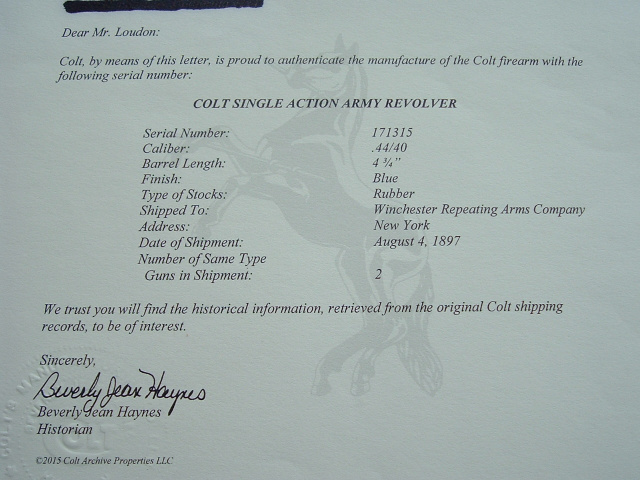 Dear Mr. Loudon:
Colt, by means of this letter, is proud to authenticate the manufacture of the Colt firearm with the
following serial number:
COLT SINGLE ACTION ARMY REVOLVER
Serial Number: 171315
Caliber: .44/40
Barrel Length: 4 ¾"
Finish: Blue
Type of Stocks: Rubber
Shipped To: Winchester Repeating Arms Company
Address: New York
Date of Shipment: August 4, 1897
Number of Same Type
Guns in Shipment: 2
We trust you will find the historical information, retrieved from the original Colt shipping
records, to be of interest.
Sincerely,
Beverly Jean Haynes
Beverly Jean Haynes
Historian
©2015 Colt Archive Properties LLC